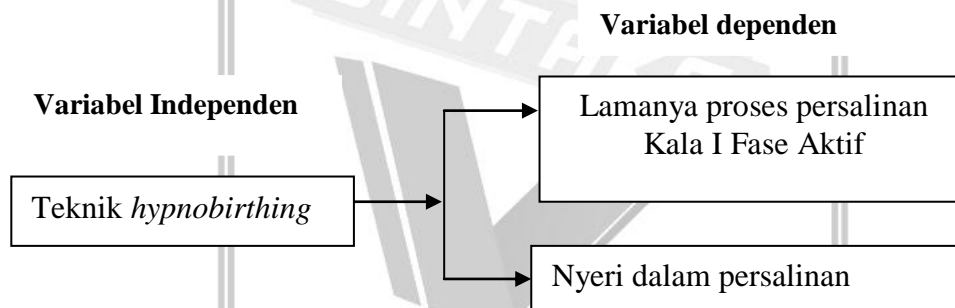 Variabel dependen
Variabel Independen
Lamanya proses persalinan
Kala I Fase Aktif
Teknik hypnobirthing
Nyeri dalam persalinan